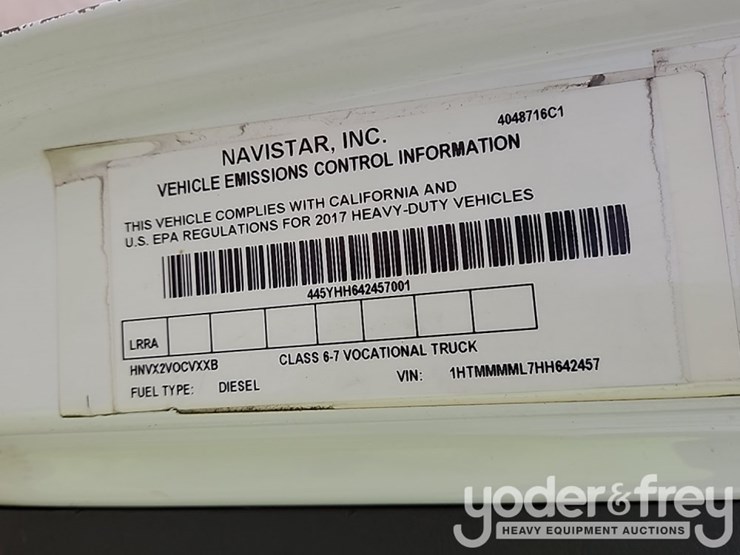 4048716C1
NAVISTAR, INC.
VEHICLE EMISSIONS CONTROL INFORMATION
THIS VEHICLE COMPLIES WITH CALIFORNIA AND
U.S. EPA REGULATIONS FOR 2017 HEAVY-DUTY VEHICLES
445YHH642457001
LRRA
HNVX2VOCVXXB CLASS 6-7 VOCATIONAL TRUCK
FUEL TYPE: DIESEL VIN: 1HTMMMML7HH642457
yoder&frey
HEAVY EQUIPMENT AUCTIONS